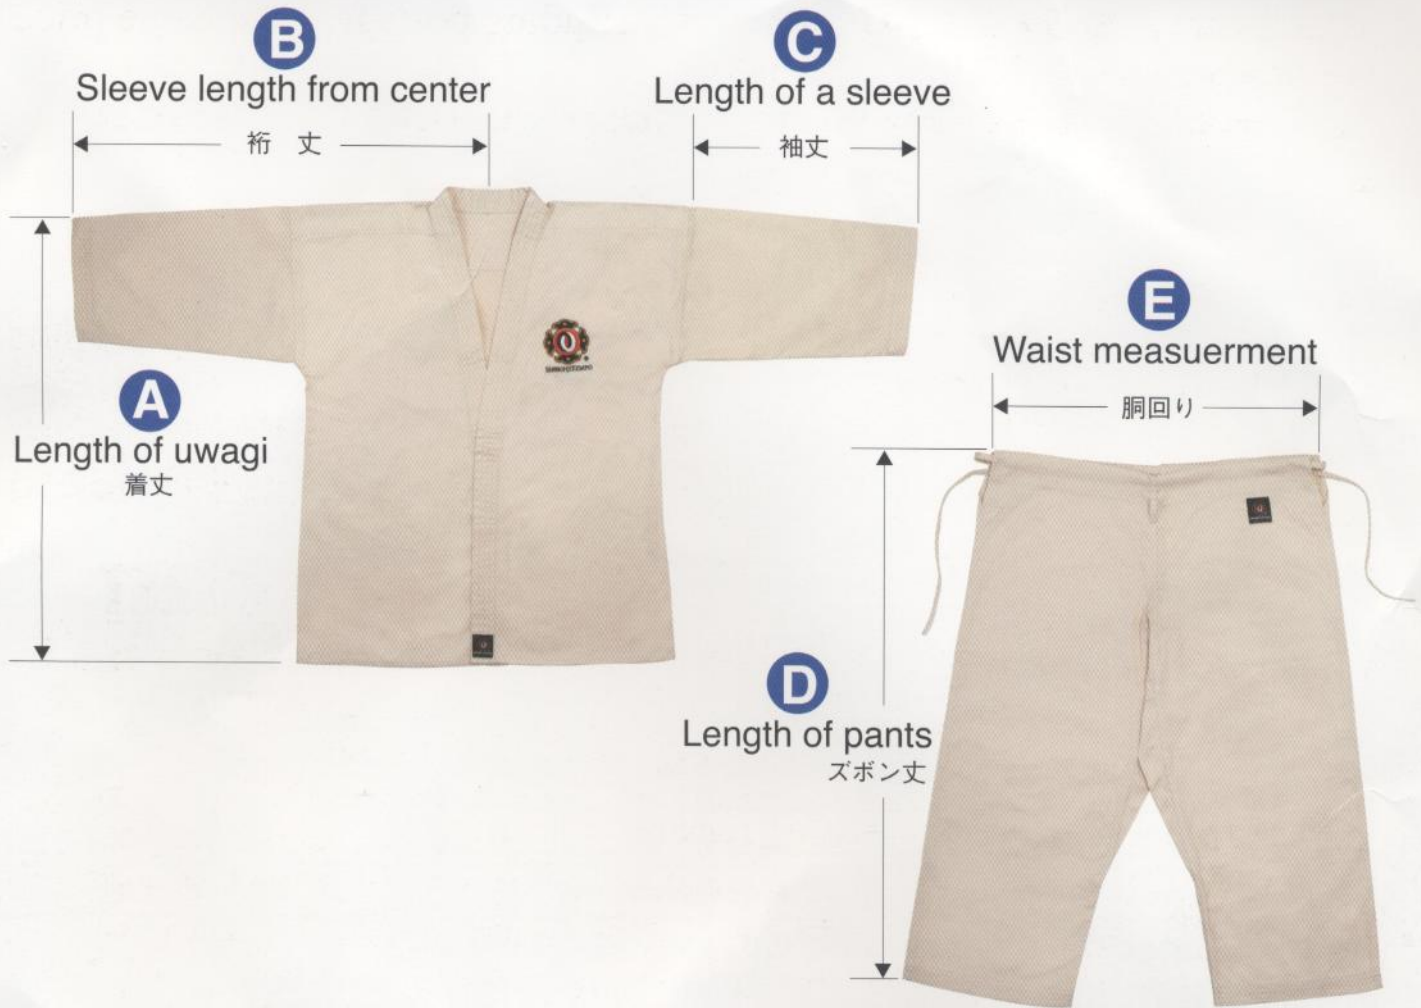 B
Sleeve length from center
裄 丈
C
Length of a sleeve
袖丈
A
Length of uwagi
着丈
E
Waist measuerment
胴回り
D
Length of pants
ズボン丈